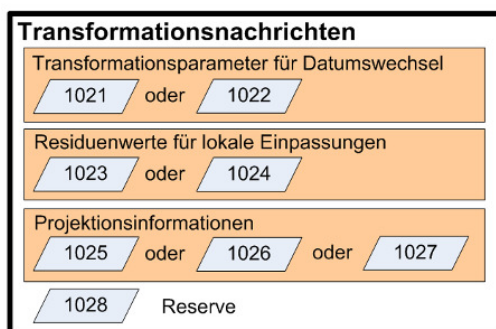 Transformationsnachrichten
Transformationsparameter für Datumswechsel
1021 oder 1022
Residuenwerte für lokale Einpassungen
1023 oder 1024
Projektionsinformationen
1025 oder 1026 oder 1027
1028 Reserve